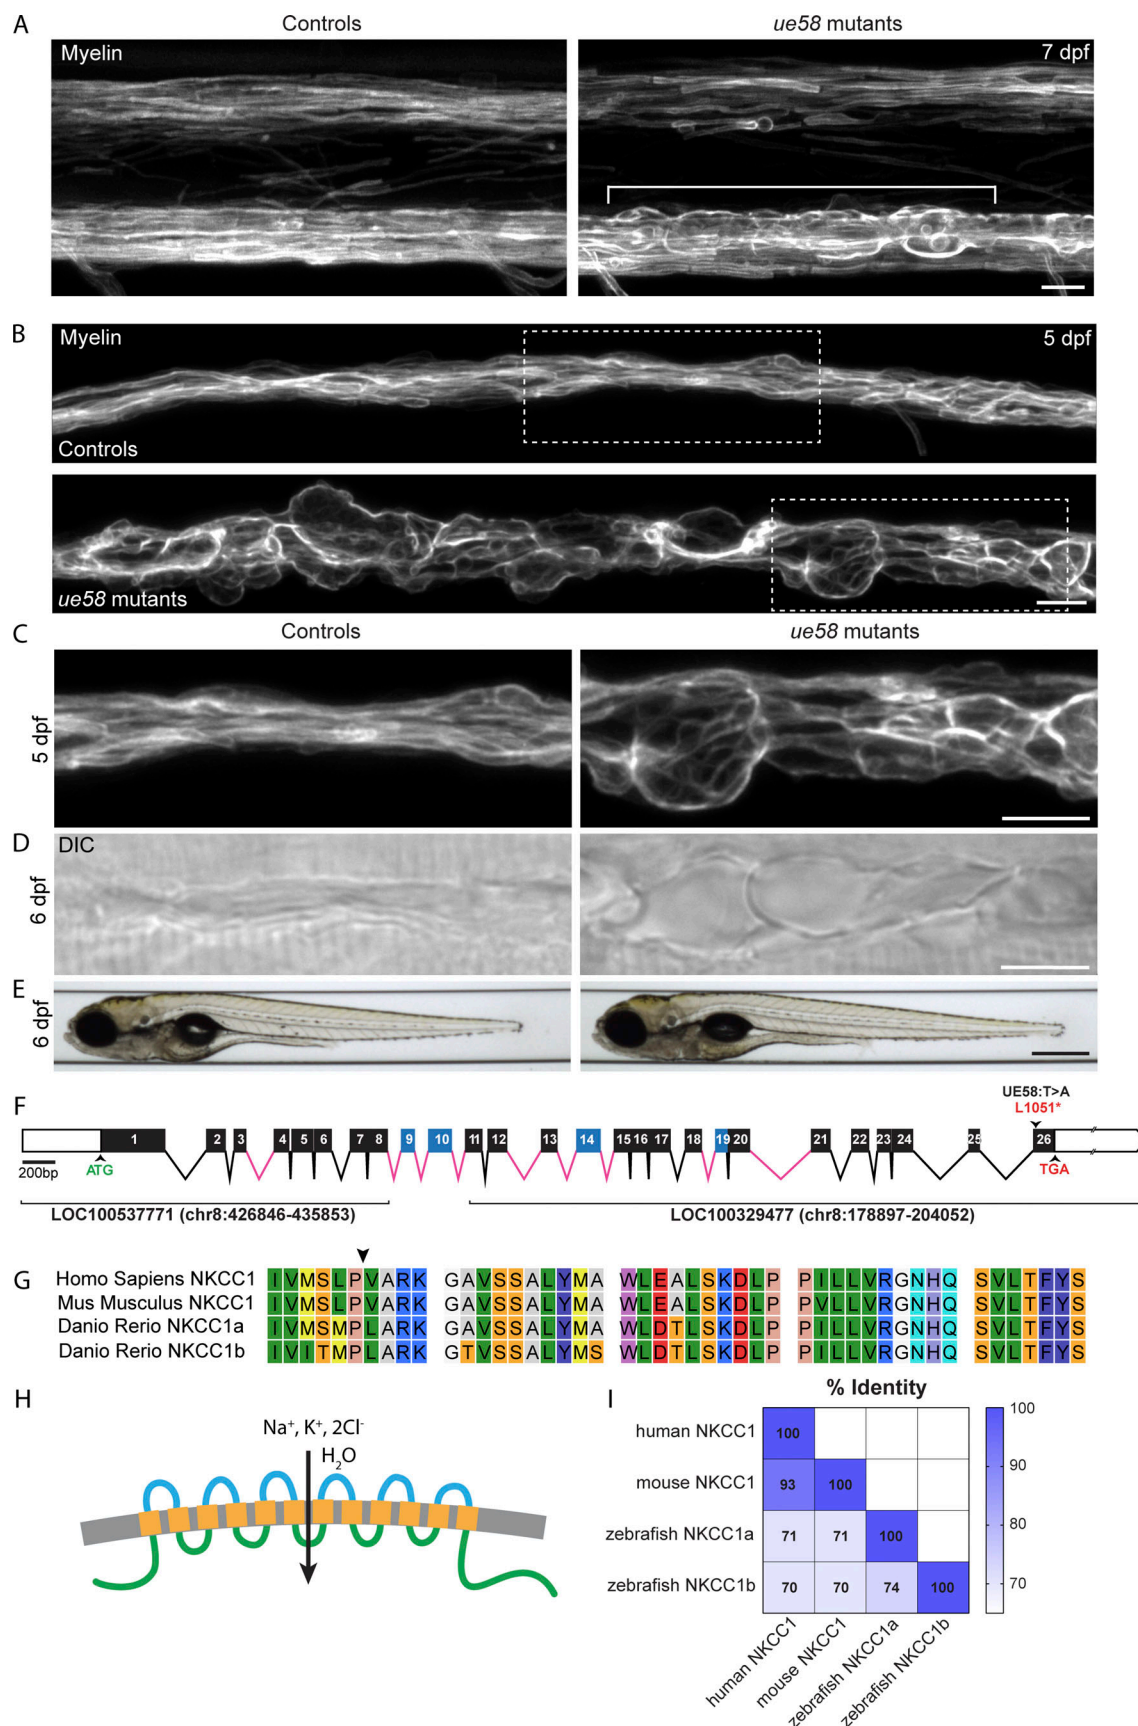 A
Controls
ue58 mutants
Myelin
7 dpf
B
Myelin
5 dpf
Controls
ue58 mutants
C
Controls
ue58 mutants
5 dpf
D
DIC
6 dpf
E
6 dpf
F
UE58:T>A
L1051*
1 2 3 4 5 6 7 8 9 10 11 12 13 14 15 16 17 18 19 20 21 22 23 24 25 26
ATG
TGA
200bp
LOC100537771 (chr8:426846-435853)
LOC100329477 (chr8:178897-204052)
G
Homo Sapiens NKCC1 IVMSLPVARK GAVSSALYMA WLEALSKDLP PILLVRGNHQ SVLTFYS
Mus Musculus NKCC1 IVMSLPVARK GAVSSALYMA WLEALSKDLP PVLLVRGNHQ SVLTFYS
Danio Rerio NKCC1a IVMSMPLARK GAVSSALYMA WLDTLSKDLP PILLVRGNHQ SVLTFYS
Danio Rerio NKCC1b IVITMPLARK GTVSSALYMS WLDTLSKDLP PILLVRGNHQ SVLTFYS
H
Na⁺, K⁺, 2Cl⁻
H₂O
I
% Identity
human NKCC1
100
mouse NKCC1
93 100
zebrafish NKCC1a
71 71 100
zebrafish NKCC1b
70 70 74 100
human NKCC1
mouse NKCC1
zebrafish NKCC1a
zebrafish NKCC1b
100
90
80
70